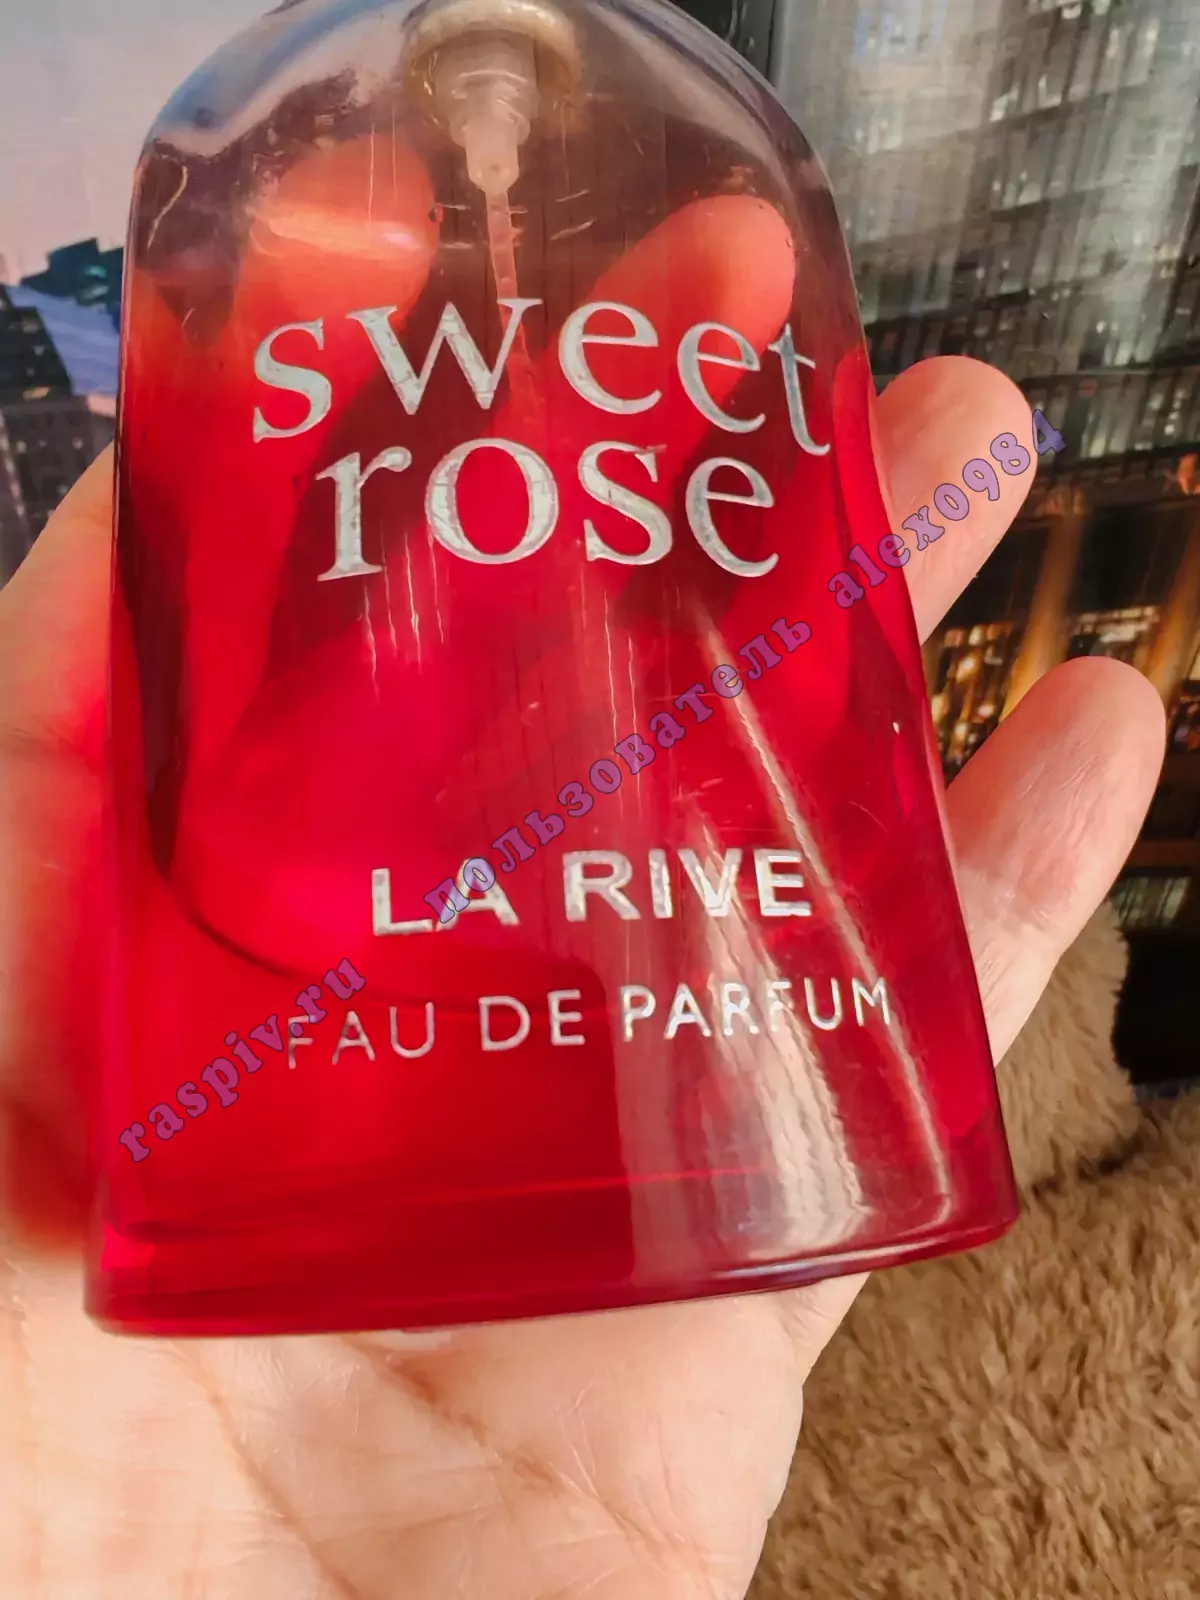 sweet
rose
LA RIVE
EAU DE PARFUM
raspiv.ru пользователь alex0984